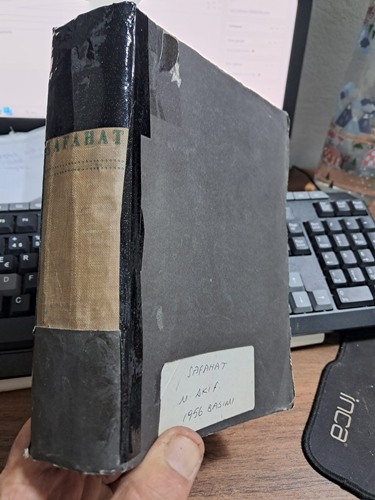 SAFAHAT
SAFAHAT
M AKİF
1956 BASIMI
inca